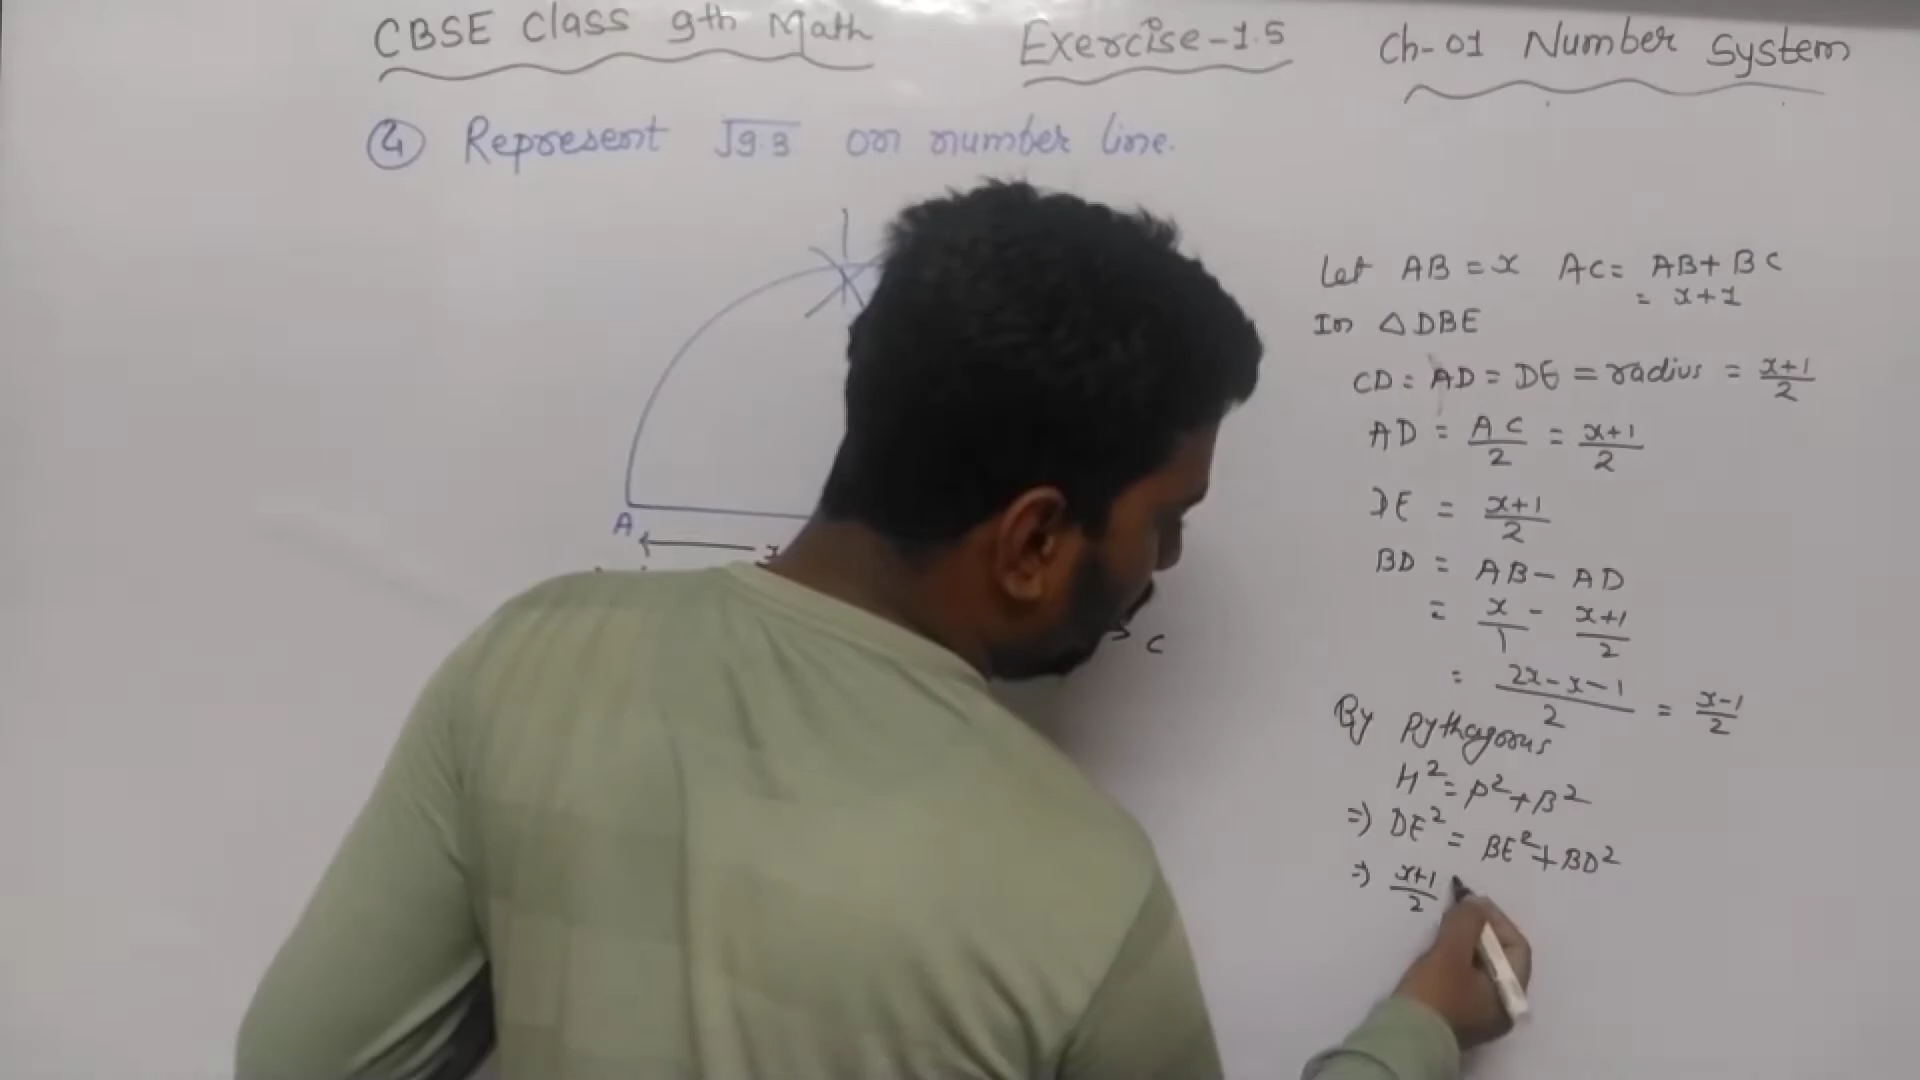 CBSE Class 9th Math Exercise-1.5 Ch-01 Number System
④ Represent √9.3 on number line.
A
x
C
Let AB = x AC = AB + BC
= x+1
In △DBE
CD = AD = DE = radius = x+1/2
AD = AC/2 = x+1/2
DE = x+1/2
BD = AB - AD
= x/1 - x+1/2
= 2x-x-1/2 = x-1/2
By Pythagorus
H² = P² + B²
⇒ DE² = BE² + BD²
⇒ x+1/2